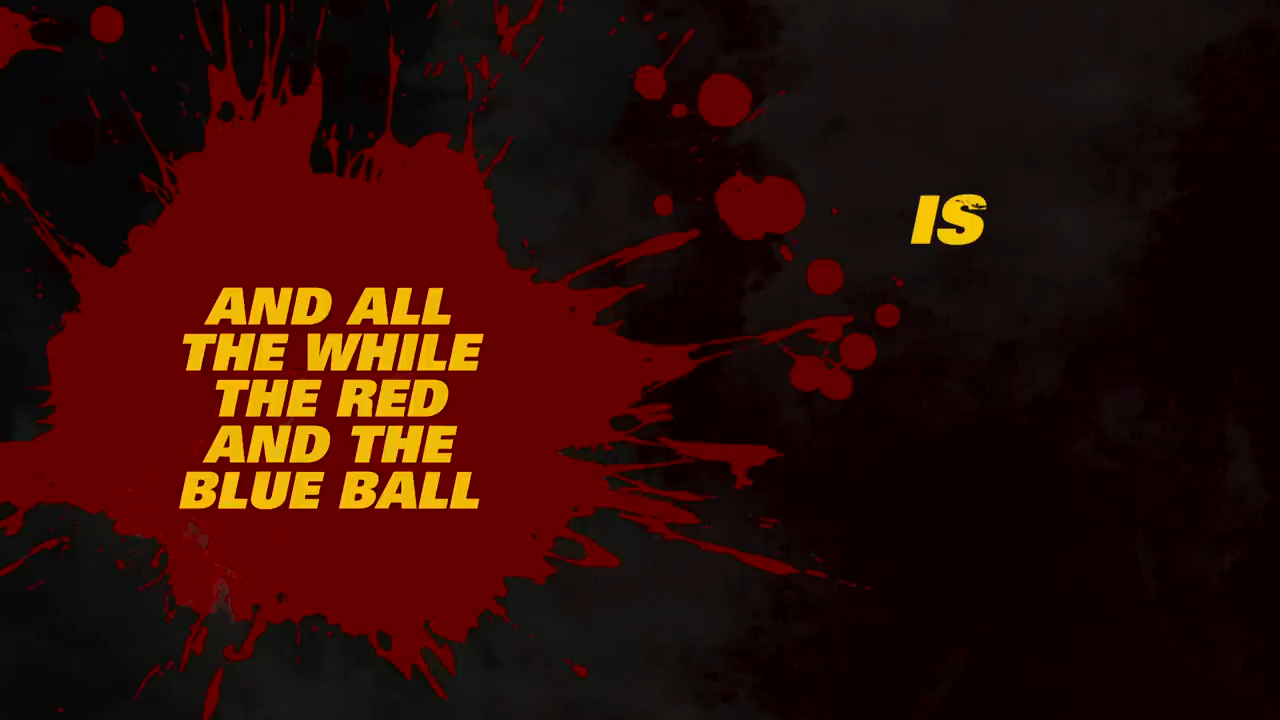 AND ALL
THE WHILE
THE RED
AND THE
BLUE BALL
IS